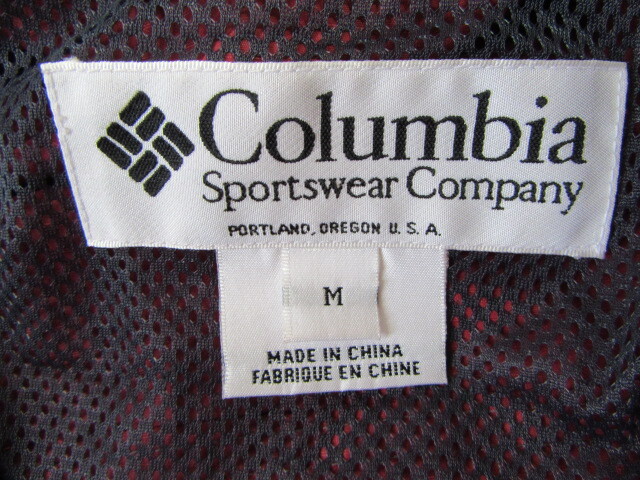 Columbia
Sportswear Company
PORTLAND, OREGON U. S. A.
M
MADE IN CHINA
FABRIQUE EN CHINE